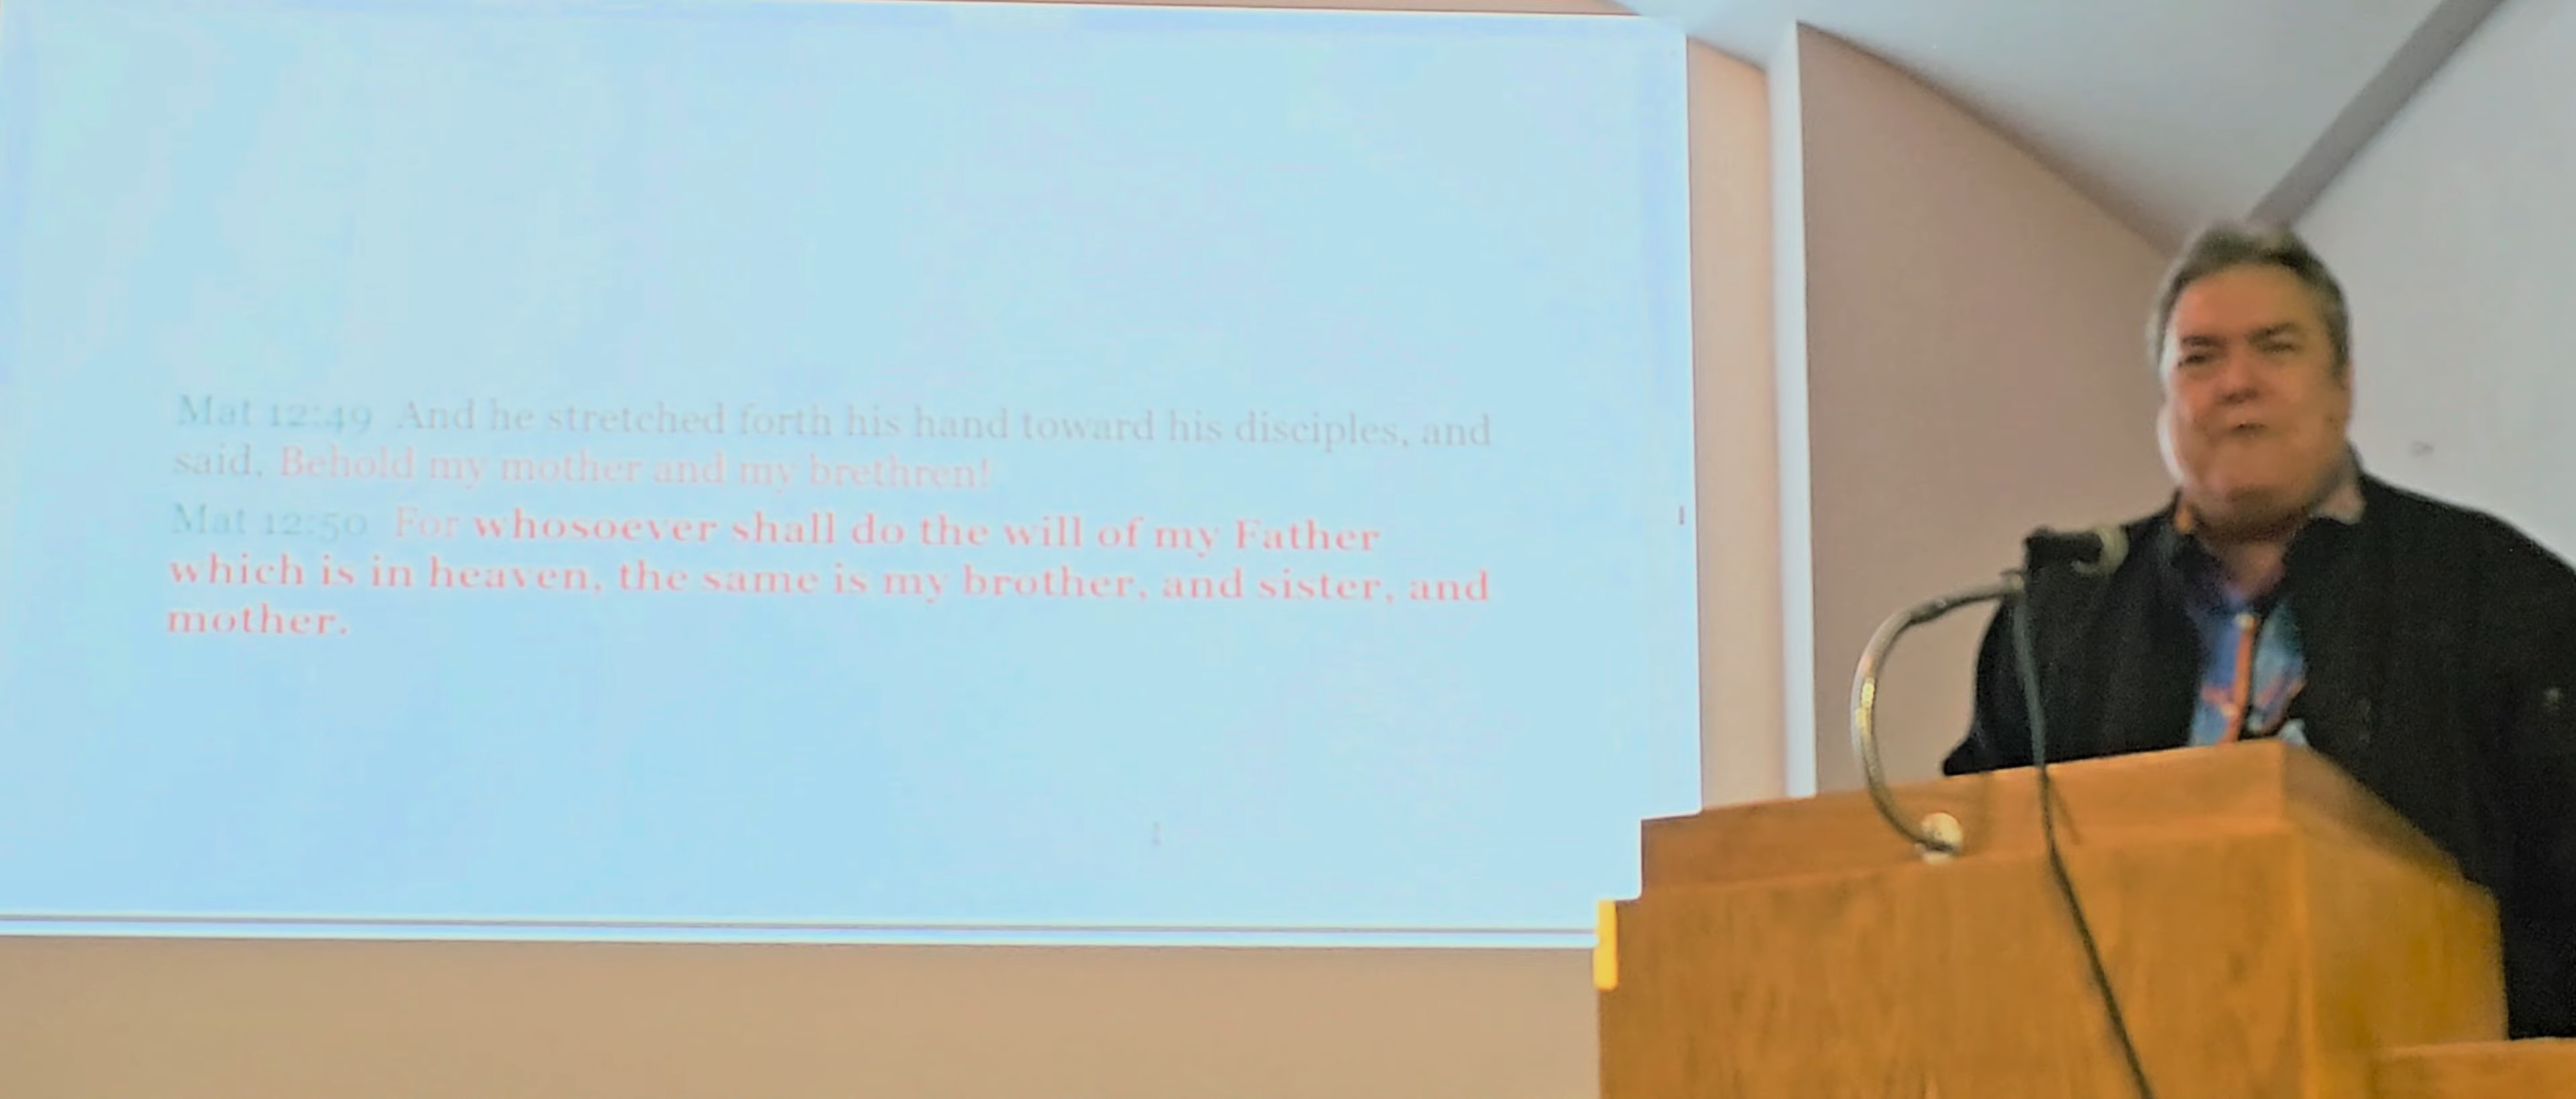 Mat 12:49 And he stretched forth his hand toward his disciples, and
said, Behold my mother and my brethren!
Mat 12:50 For whosoever shall do the will of my Father
which is in heaven, the same is my brother, and sister, and
mother.